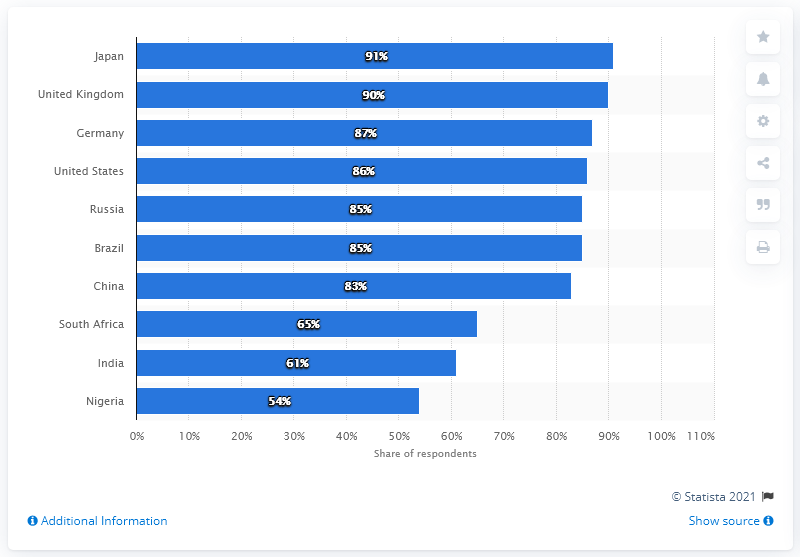 Japan 91%
United Kingdom 90%
Germany 87%
United States 86%
Russia 85%
Brazil 85%
China 83%
South Africa 65%
India 61%
Nigeria 54%
0% 10% 20% 30% 40% 50% 60% 70% 80% 90% 100% 110%
Share of respondents
© Statista 2021
Additional Information Show source